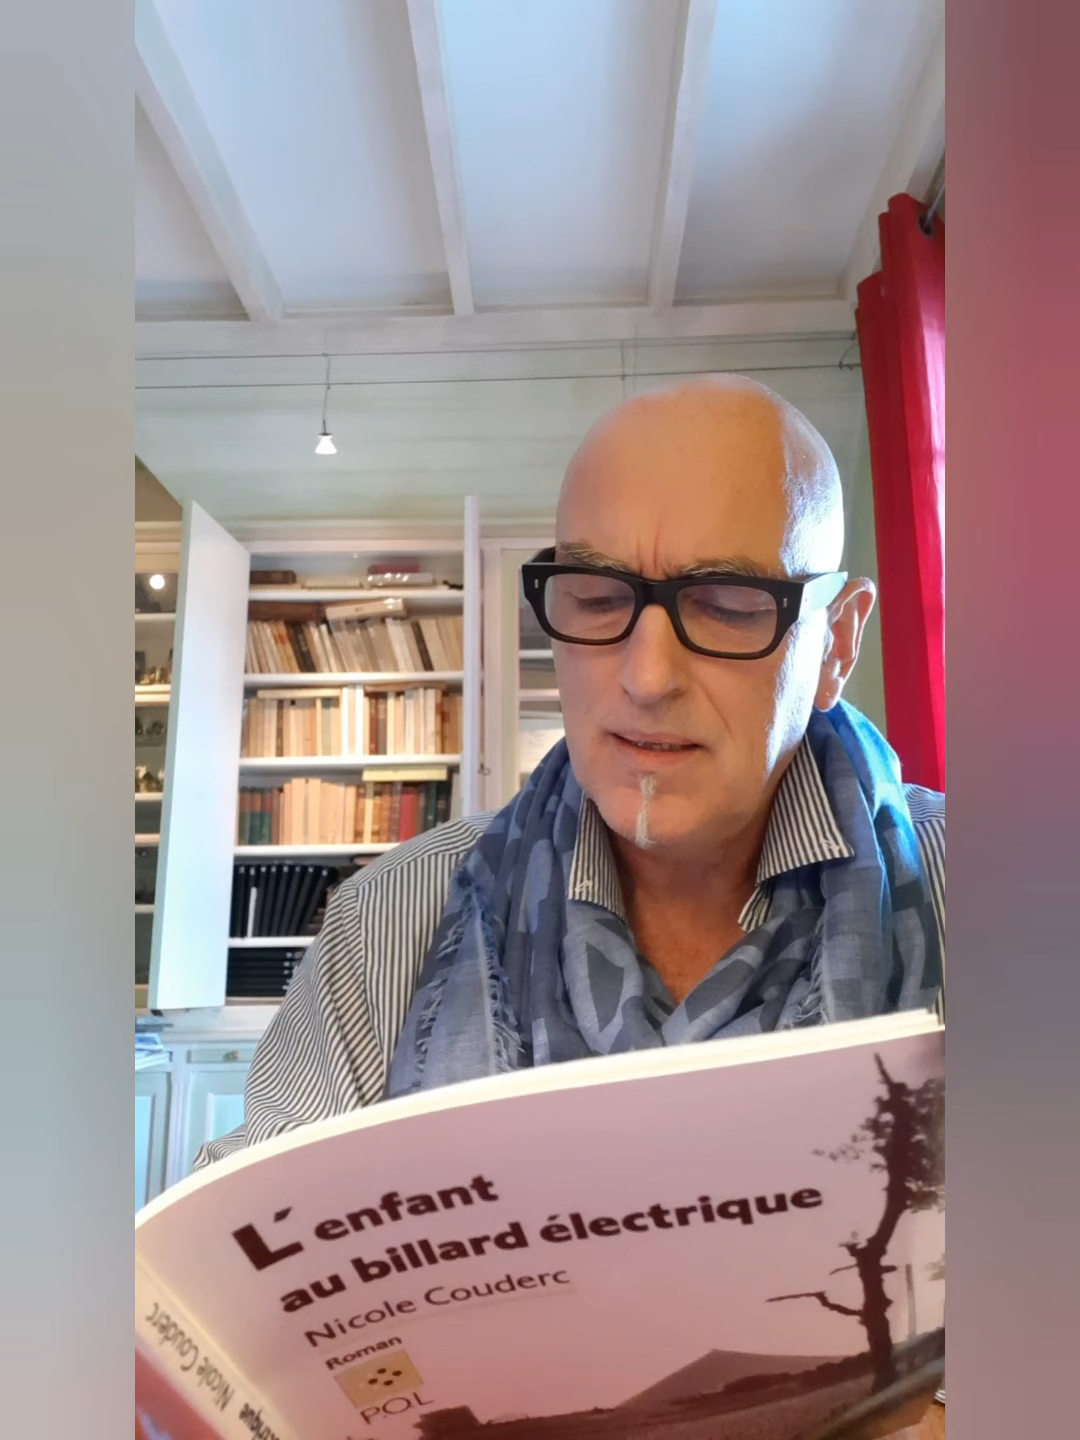 L'enfant
au billard électrique
Nicole Couderc
Roman
P.O.L
Nicole Couderc